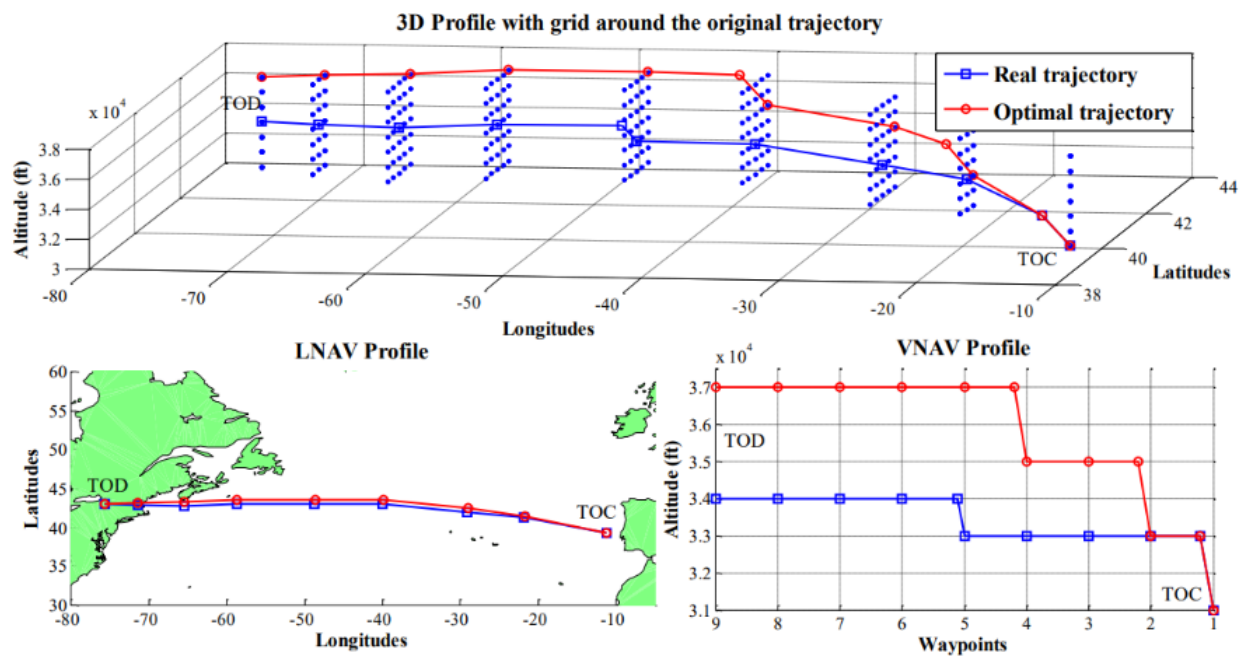 3D Profile with grid around the original trajectory
Real trajectory
Optimal trajectory
TOD
x 10⁴
3.8
3.6
3.4
3.2
3
Altitude (ft)
-80
-70
-60
-50
-40
-30
-20
-10
Longitudes
38
40
42
44
Latitudes
TOC
LNAV Profile
60
55
50
45
40
35
30
Latitudes
TOD
TOC
-80
-70
-60
-50
-40
-30
-20
-10
Longitudes
VNAV Profile
x 10⁴
3.7
3.6
3.5
3.4
3.3
3.2
3.1
Altitude (ft)
TOD
TOC
9
8
7
6
5
4
3
2
1
Waypoints